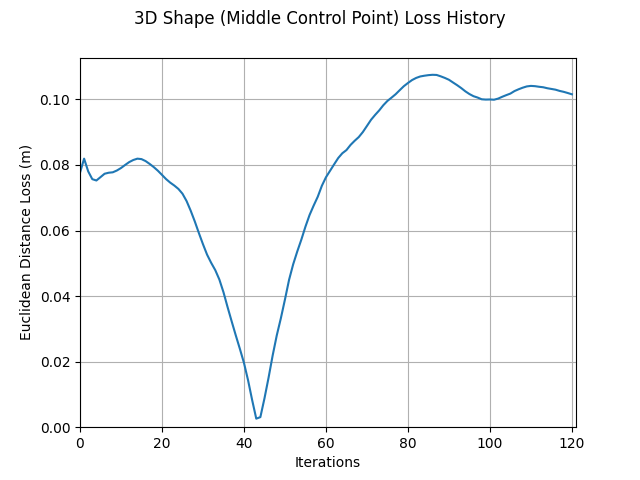 3D Shape (Middle Control Point) Loss History
Euclidean Distance Loss (m)
0.10
0.08
0.06
0.04
0.02
0.00
0 20 40 60 80 100 120
Iterations